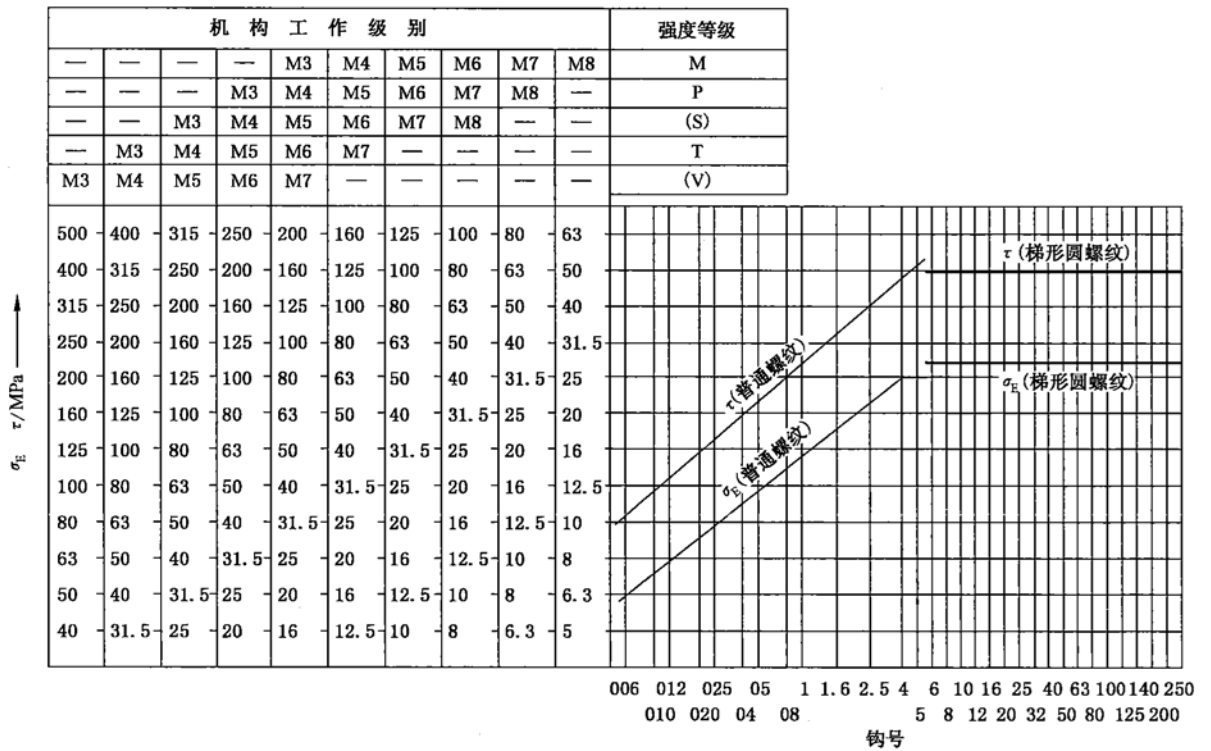 机 构 工 作 级 别 强度等级
— — — — M3 M4 M5 M6 M7 M8 M
— — — M3 M4 M5 M6 M7 M8 — P
— — M3 M4 M5 M6 M7 M8 — — (S)
— M3 M4 M5 M6 M7 — — — — T
M3 M4 M5 M6 M7 — — — — — (V)
500 400 315 250 200 160 125 100 80 63
τ (梯形圆螺纹)
400 315 250 200 160 125 100 80 63 50
315 250 200 160 125 100 80 63 50 40
250 200 160 125 100 80 63 50 40 31.5
τ(普通螺纹)
200 160 125 100 80 63 50 40 31.5 25
σE (梯形圆螺纹)
160 125 100 80 63 50 40 31.5 25 20
125 100 80 63 50 40 31.5 25 20 16
σE(普通螺纹)
100 80 63 50 40 31.5 25 20 16 12.5
80 63 50 40 31.5 25 20 16 12.5 10
63 50 40 31.5 25 20 16 12.5 10 8
50 40 31.5 25 20 16 12.5 10 8 6.3
40 31.5 25 20 16 12.5 10 8 6.3 5
σE τ/MPa
006 012 025 05 1 1.6 2.5 4 6 10 16 25 40 63 100 140 250
010 020 04 08 5 8 12 20 32 50 80 125 200
钩号